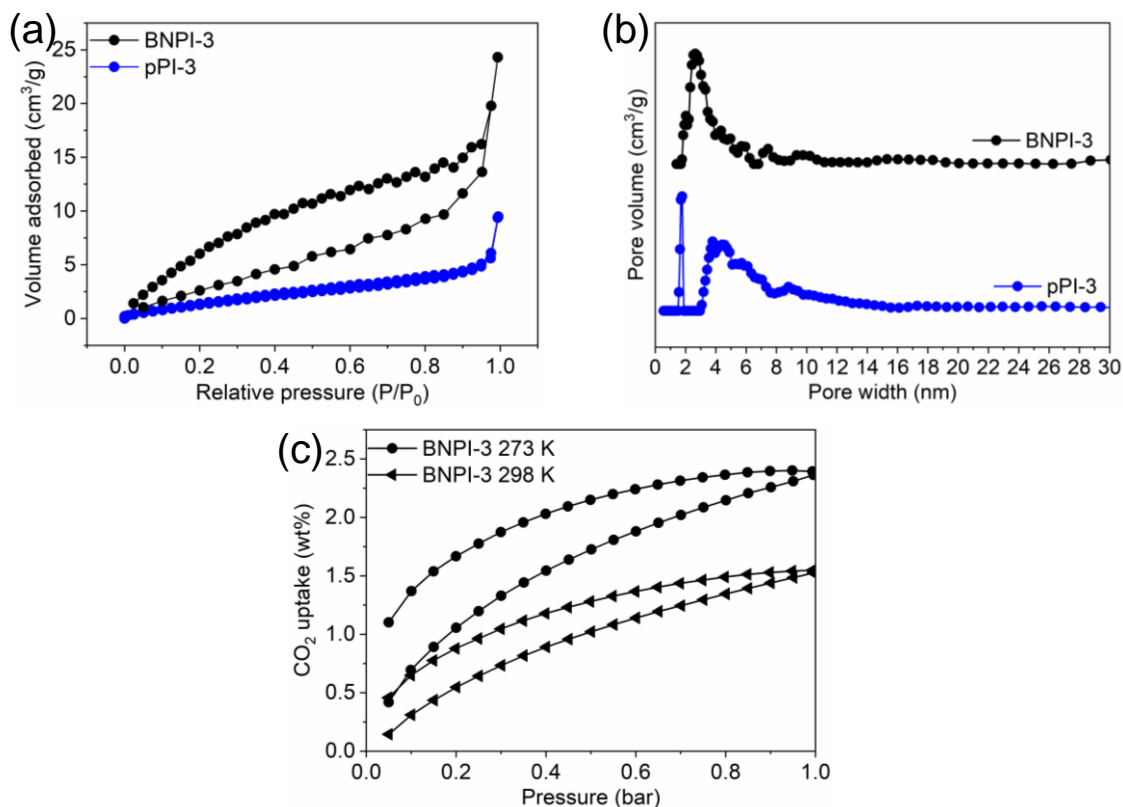 (a)
BNPI-3
pPI-3
Volume adsorbed (cm³/g)
25
20
15
10
5
0
0.0 0.2 0.4 0.6 0.8 1.0
Relative pressure (P/P₀)
(b)
Pore volume (cm³/g)
BNPI-3
pPI-3
0 2 4 6 8 10 12 14 16 18 20 22 24 26 28 30
Pore width (nm)
(c)
BNPI-3 273 K
BNPI-3 298 K
CO₂ uptake (wt%)
2.5
2.0
1.5
1.0
0.5
0.0
0.0 0.2 0.4 0.6 0.8 1.0
Pressure (bar)